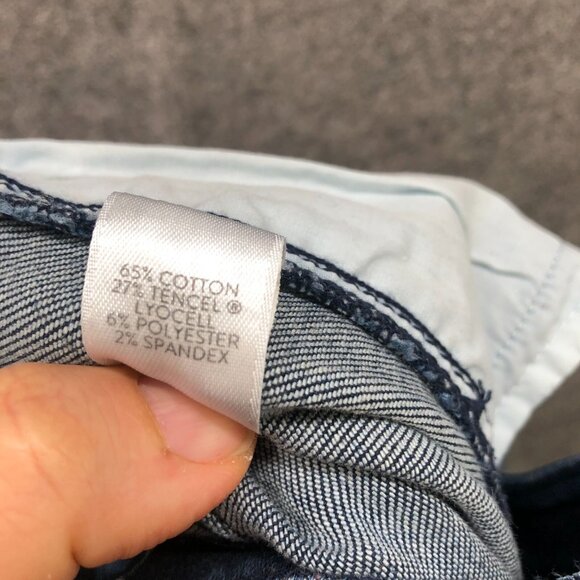 65% COTTON
27% TENCEL ®
LYOCELL
6% POLYESTER
2% SPANDEX